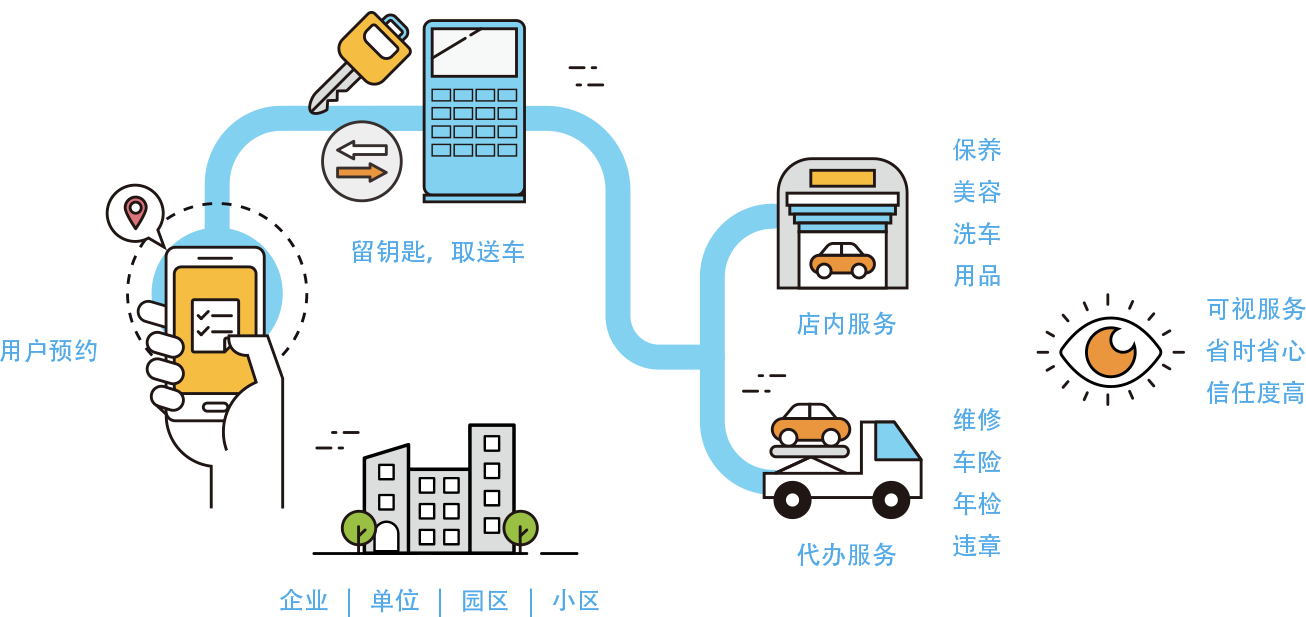 用户预约
留钥匙，取送车
企业｜单位｜园区｜小区
店内服务
保养
美容
洗车
用品
代办服务
维修
车险
年检
违章
可视服务
省时省心
信任度高